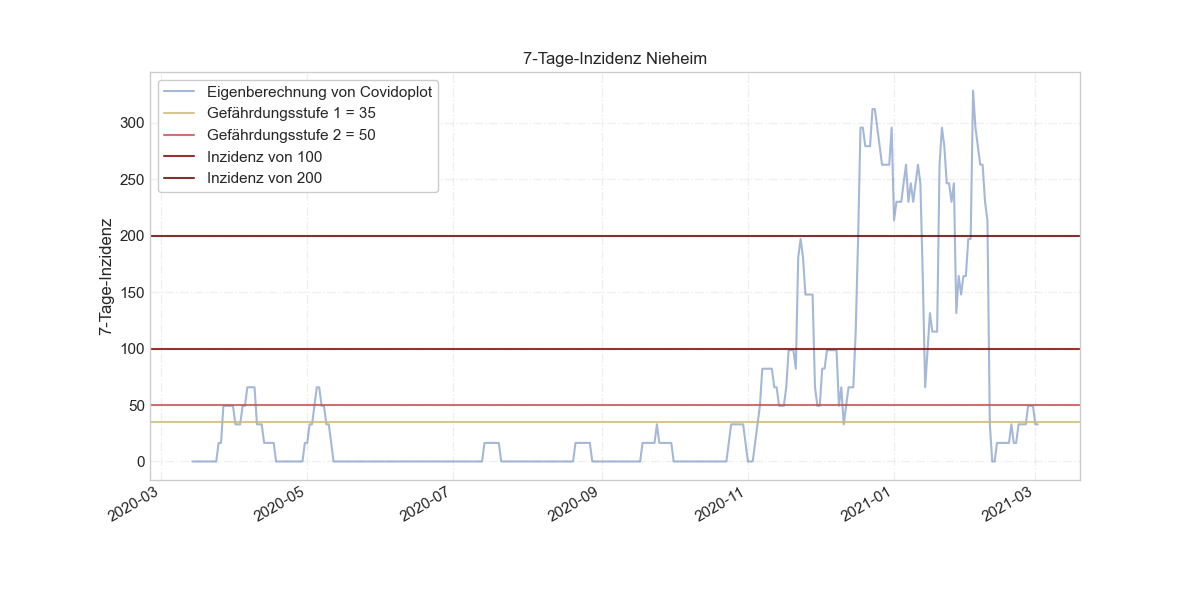 7-Tage-Inzidenz Nieheim
Eigenberechnung von Covidoplot
Gefährdungsstufe 1 = 35
Gefährdungsstufe 2 = 50
Inzidenz von 100
Inzidenz von 200
7-Tage-Inzidenz
300
250
200
150
100
50
0
2020-03
2020-05
2020-07
2020-09
2020-11
2021-01
2021-03